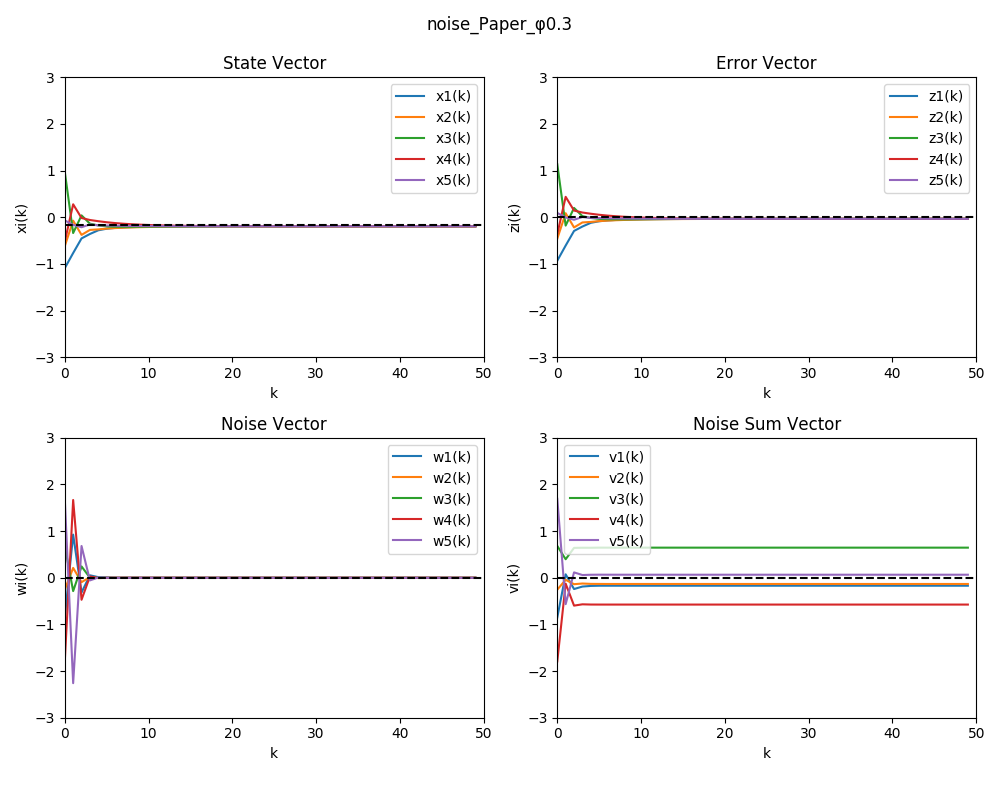 noise_Paper_φ0.3
State Vector
3
2
1
0
−1
−2
−3
xi(k)
0
10
20
30
40
50
k
x1(k)
x2(k)
x3(k)
x4(k)
x5(k)
Error Vector
3
2
1
0
−1
−2
−3
zi(k)
0
10
20
30
40
50
k
z1(k)
z2(k)
z3(k)
z4(k)
z5(k)
Noise Vector
3
2
1
0
−1
−2
−3
wi(k)
0
10
20
30
40
50
k
w1(k)
w2(k)
w3(k)
w4(k)
w5(k)
Noise Sum Vector
3
2
1
0
−1
−2
−3
vi(k)
0
10
20
30
40
50
k
v1(k)
v2(k)
v3(k)
v4(k)
v5(k)